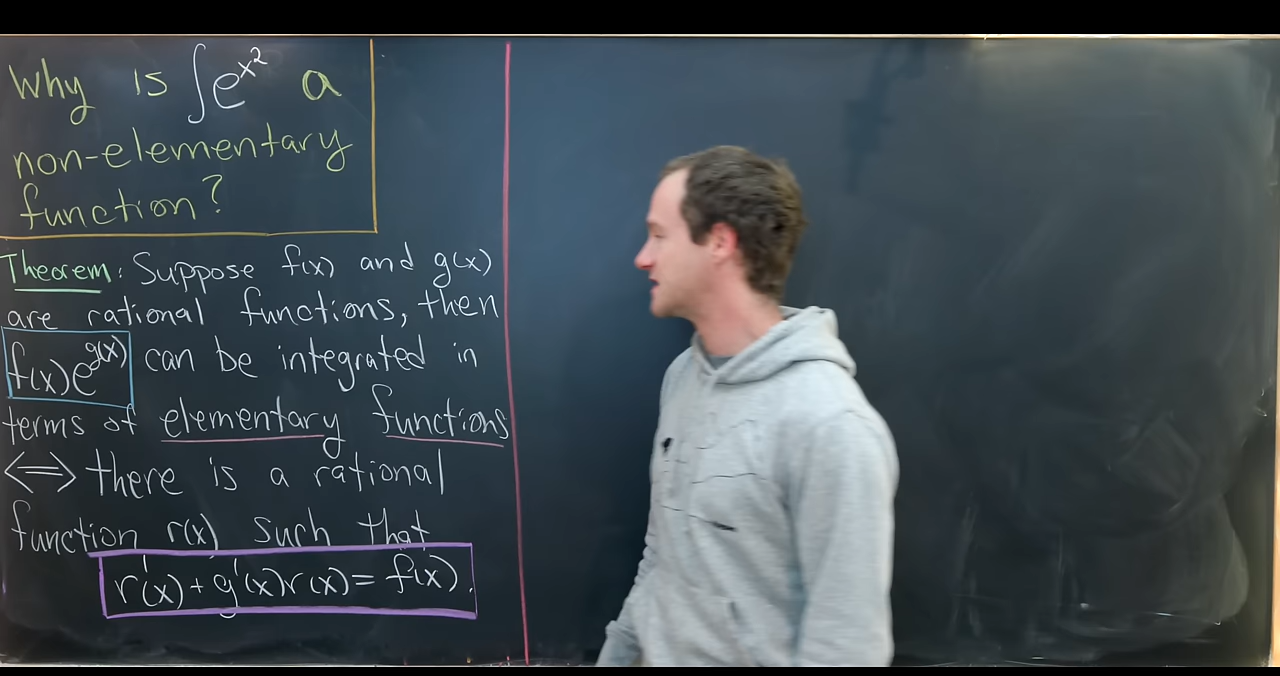 Why is ∫e^{x^2} a
non-elementary
function?
Theorem: Suppose f(x) and g(x)
are rational functions, then
f(x)e^{g(x)} can be integrated in
terms of elementary functions
⟺ there is a rational
function r(x) such that
r'(x) + g'(x)r(x) = f(x).